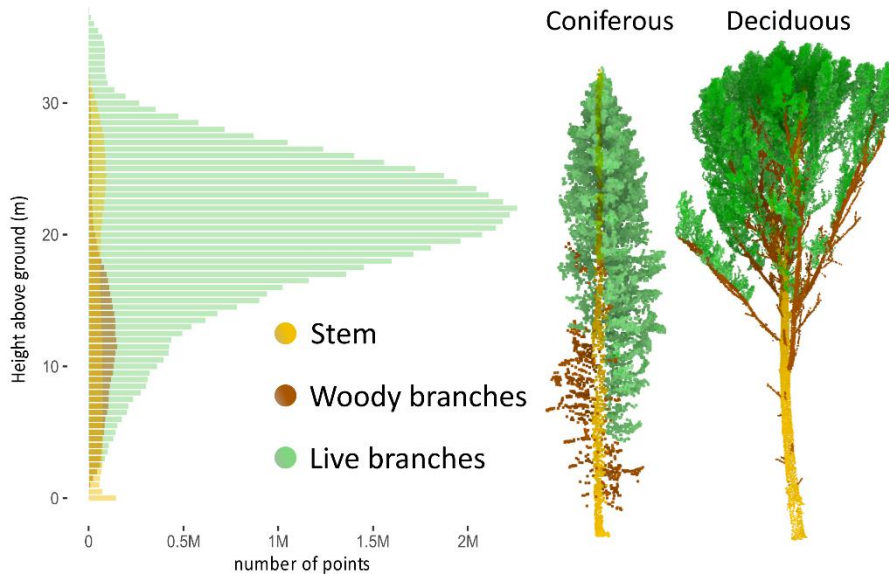 Coniferous
Deciduous
Height above ground (m)
30
20
10
0
Stem
Woody branches
Live branches
0
0.5M
1M
1.5M
2M
number of points